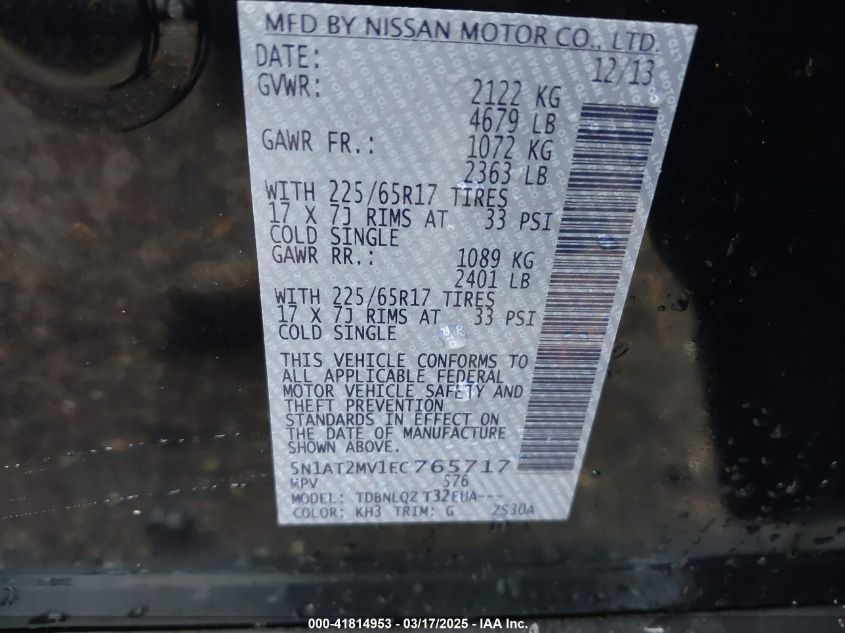 MFD BY NISSAN MOTOR CO., LTD.
DATE: 12/13
GVWR: 2122 KG
4679 LB
GAWR FR.: 1072 KG
2363 LB
WITH 225/65R17 TIRES
17 X 7J RIMS AT 33 PSI
COLD SINGLE
GAWR RR.: 1089 KG
2401 LB
WITH 225/65R17 TIRES
17 X 7J RIMS AT 33 PSI
COLD SINGLE
THIS VEHICLE CONFORMS TO
ALL APPLICABLE FEDERAL
MOTOR VEHICLE SAFETY AND
THEFT PREVENTION
STANDARDS IN EFFECT ON
THE DATE OF MANUFACTURE
SHOWN ABOVE.
5N1AT2MV1EC765717
MPV 576
MODEL: TDBNLQZ T32EUA---
COLOR: KH3 TRIM: G ZS30A
000-41814953 - 03/17/2025 - IAA Inc.